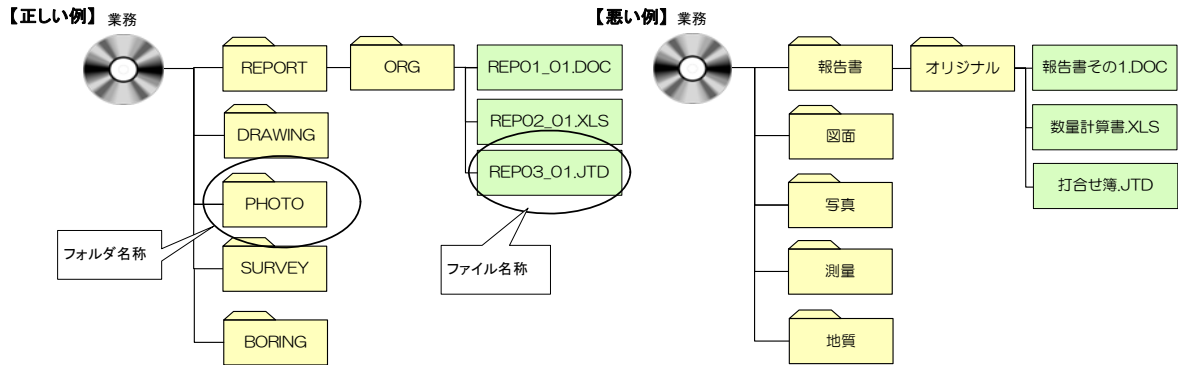 【正しい例】 業務
REPORT
ORG
REP01_01.DOC
REP02_01.XLS
REP03_01.JTD
DRAWING
PHOTO
SURVEY
BORING
フォルダ名称
ファイル名称
【悪い例】 業務
報告書
オリジナル
報告書その1.DOC
数量計算書.XLS
打合せ簿.JTD
図面
写真
測量
地質